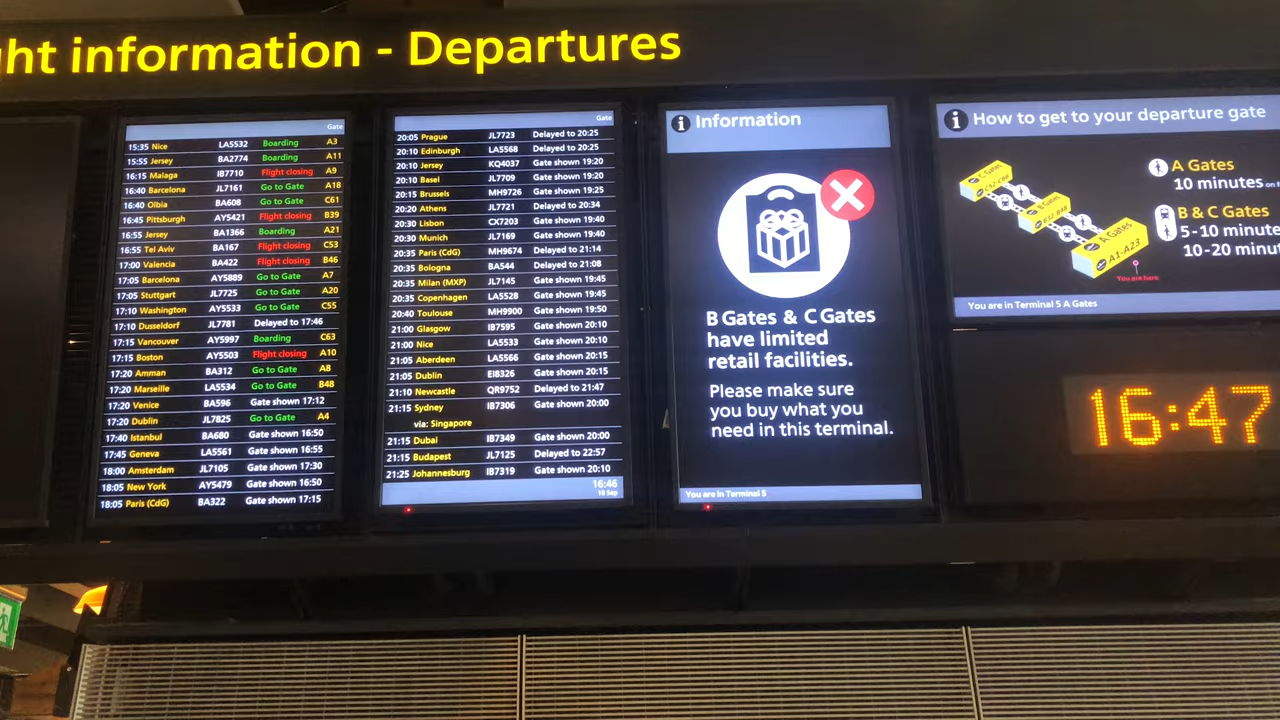 ght information - Departures
Gate
15:35 Nice LA5532 Boarding A3
15:55 Jersey BA2774 Boarding A11
16:15 Malaga IB7710 Flight closing A9
16:40 Barcelona JL7161 Go to Gate A18
16:40 Olbia BA608 Go to Gate C61
16:45 Pittsburgh AY5421 Flight closing B39
16:55 Jersey BA1366 Boarding A21
16:55 Tel Aviv BA167 Flight closing C53
17:00 Valencia BA422 Flight closing B46
17:05 Barcelona AY5889 Go to Gate A7
17:05 Stuttgart JL7725 Go to Gate A20
17:10 Washington AY5533 Go to Gate C55
17:10 Dusseldorf JL7781 Delayed to 17:46
17:15 Vancouver AY5997 Boarding C63
17:15 Boston AY5503 Flight closing A10
17:20 Amman BA312 Go to Gate A8
17:20 Marseille LA5534 Go to Gate B48
17:20 Venice BA596 Gate shown 17:12
17:20 Dublin JL7825 Go to Gate A4
17:40 Istanbul BA680 Gate shown 16:50
17:45 Geneva LA5561 Gate shown 16:55
18:00 Amsterdam JL7105 Gate shown 17:30
18:05 New York AY5479 Gate shown 16:50
18:05 Paris (CdG) BA322 Gate shown 17:15
Gate
20:05 Prague JL7723 Delayed to 20:25
20:10 Edinburgh LA5568 Delayed to 20:25
20:10 Jersey KQ4037 Gate shown 19:20
20:10 Basel JL7709 Gate shown 19:20
20:15 Brussels MH9726 Gate shown 19:25
20:20 Athens JL7721 Delayed to 20:34
20:30 Lisbon CX7203 Gate shown 19:40
20:30 Munich JL7169 Gate shown 19:40
20:35 Paris (CdG) MH9674 Delayed to 21:14
20:35 Bologna BA544 Delayed to 21:08
20:35 Milan (MXP) JL7145 Gate shown 19:45
20:35 Copenhagen LA5528 Gate shown 19:45
20:40 Toulouse MH9900 Gate shown 19:50
21:00 Glasgow IB7595 Gate shown 20:10
21:00 Nice LA5533 Gate shown 20:10
21:05 Aberdeen LA5566 Gate shown 20:15
21:05 Dublin EI8326 Gate shown 20:15
21:10 Newcastle QR9752 Delayed to 21:47
21:15 Sydney IB7306 Gate shown 20:00
via: Singapore
21:15 Dubai IB7349 Gate shown 20:00
21:15 Budapest JL7125 Delayed to 22:57
21:25 Johannesburg IB7319 Gate shown 20:10
16:46
18 Sep
i Information
B Gates & C Gates
have limited
retail facilities.
Please make sure
you buy what you
need in this terminal.
You are in Terminal 5
i How to get to your departure gate
C Gates
C52-C66
B Gates
B32-B48
A Gates
A1-A23
You are here
A Gates
10 minutes
B & C Gates
5-10 minute
10-20 minu
You are in Terminal 5 A Gates
16:47